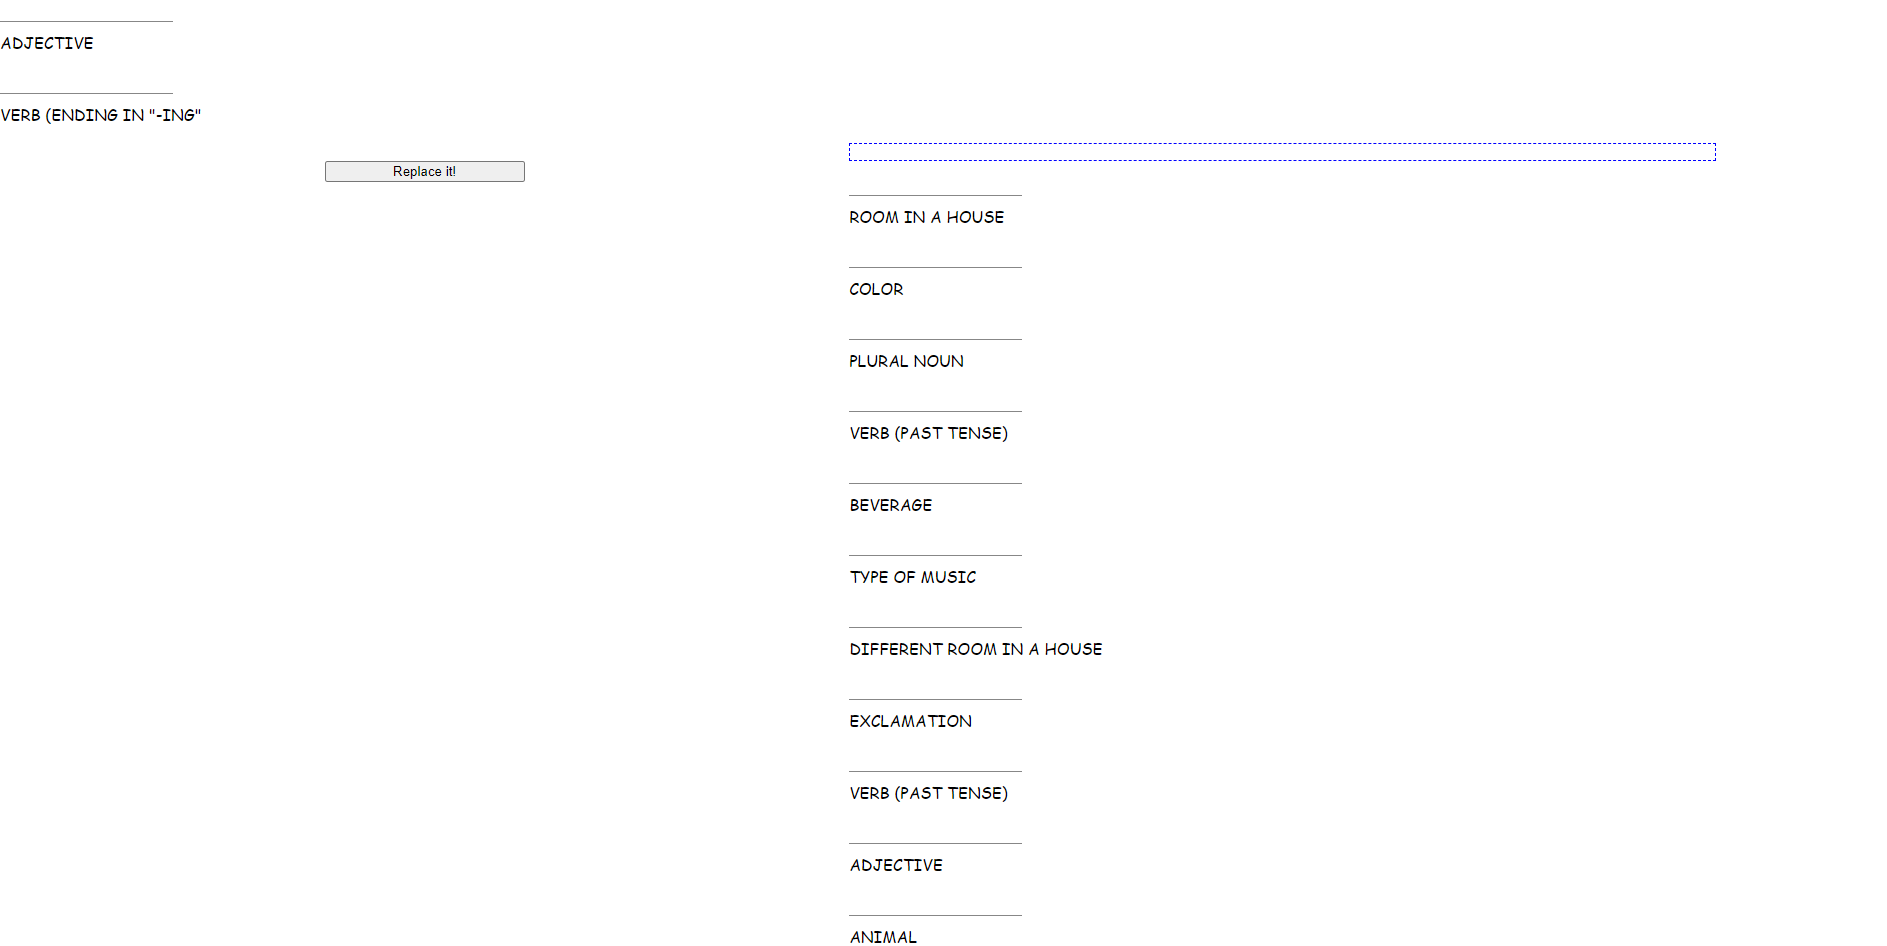 ADJECTIVE
VERB (ENDING IN "-ING"
Replace it!
ROOM IN A HOUSE
COLOR
PLURAL NOUN
VERB (PAST TENSE)
BEVERAGE
TYPE OF MUSIC
DIFFERENT ROOM IN A HOUSE
EXCLAMATION
VERB (PAST TENSE)
ADJECTIVE
ANIMAL